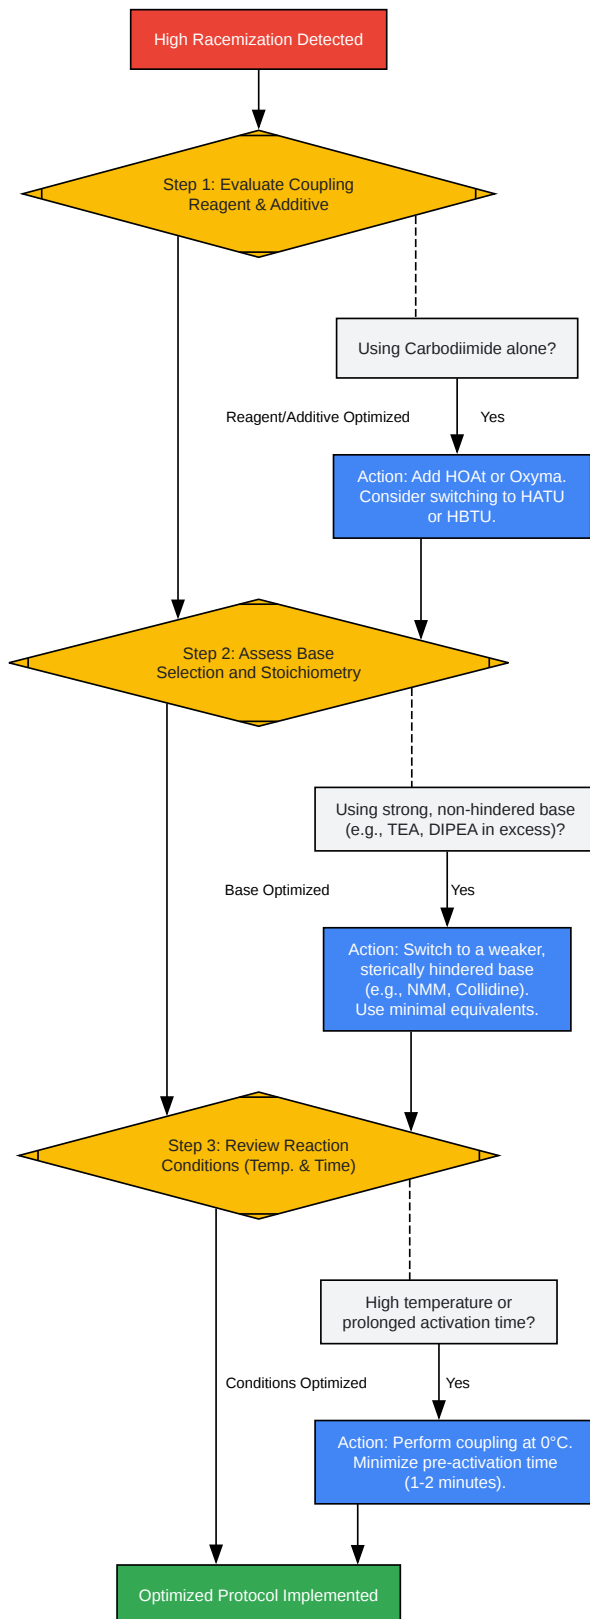 High Racemization Detected
Step 1: Evaluate Coupling
Reagent & Additive
Using Carbodiimide alone?
Reagent/Additive Optimized
Yes
Action: Add HOAt or Oxyma.
Consider switching to HATU
or HBTU.
Step 2: Assess Base
Selection and Stoichiometry
Using strong, non-hindered base
(e.g., TEA, DIPEA in excess)?
Base Optimized
Yes
Action: Switch to a weaker,
sterically hindered base
(e.g., NMM, Collidine).
Use minimal equivalents.
Step 3: Review Reaction
Conditions (Temp. & Time)
High temperature or
prolonged activation time?
Conditions Optimized
Yes
Action: Perform coupling at 0°C.
Minimize pre-activation time
(1-2 minutes).
Optimized Protocol Implemented